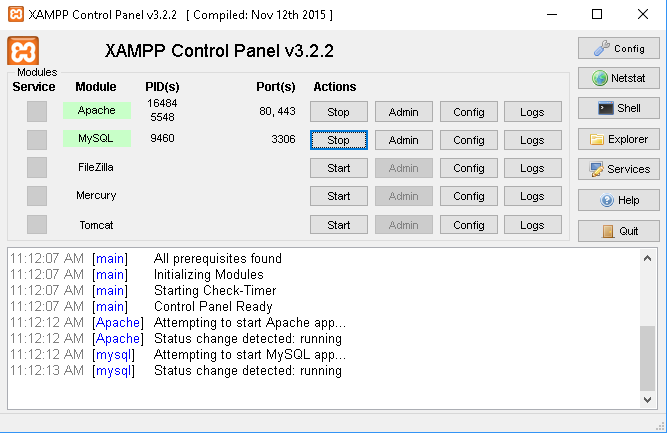 XAMPP Control Panel v3.2.2   [ Compiled: Nov 12th 2015 ]
XAMPP Control Panel v3.2.2
Config
Modules
Service Module PID(s) Port(s) Actions
Netstat
Apache 16484 5548 80, 443 Stop Admin Config Logs
Shell
MySQL 9460 3306 Stop Admin Config Logs
Explorer
FileZilla Start Admin Config Logs
Services
Mercury Start Admin Config Logs
Help
Tomcat Start Admin Config Logs
Quit
11:12:07 AM [main] All prerequisites found
11:12:07 AM [main] Initializing Modules
11:12:07 AM [main] Starting Check-Timer
11:12:07 AM [main] Control Panel Ready
11:12:12 AM [Apache] Attempting to start Apache app...
11:12:12 AM [Apache] Status change detected: running
11:12:12 AM [mysql] Attempting to start MySQL app...
11:12:13 AM [mysql] Status change detected: running